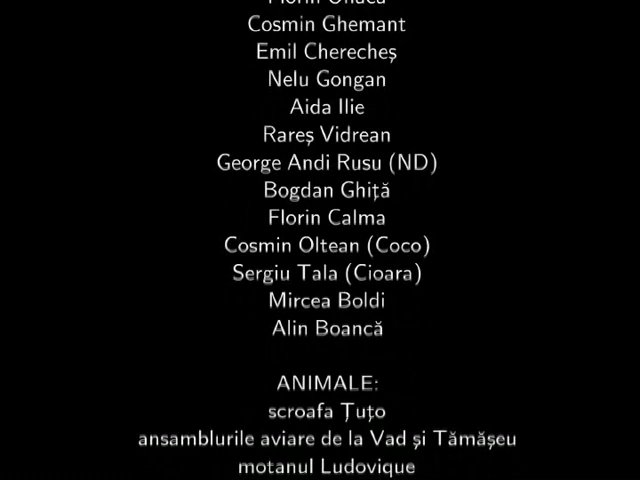 Cosmin Ghemant
Emil Cherecheș
Nelu Gongan
Aida Ilie
Rareș Vidrean
George Andi Rusu (ND)
Bogdan Ghiță
Florin Calma
Cosmin Oltean (Coco)
Sergiu Tala (Cioara)
Mircea Boldi
Alin Boancă
ANIMALE:
scroafa Țuțo
ansamblurile aviare de la Vad și Tămășeu
motanul Ludovique